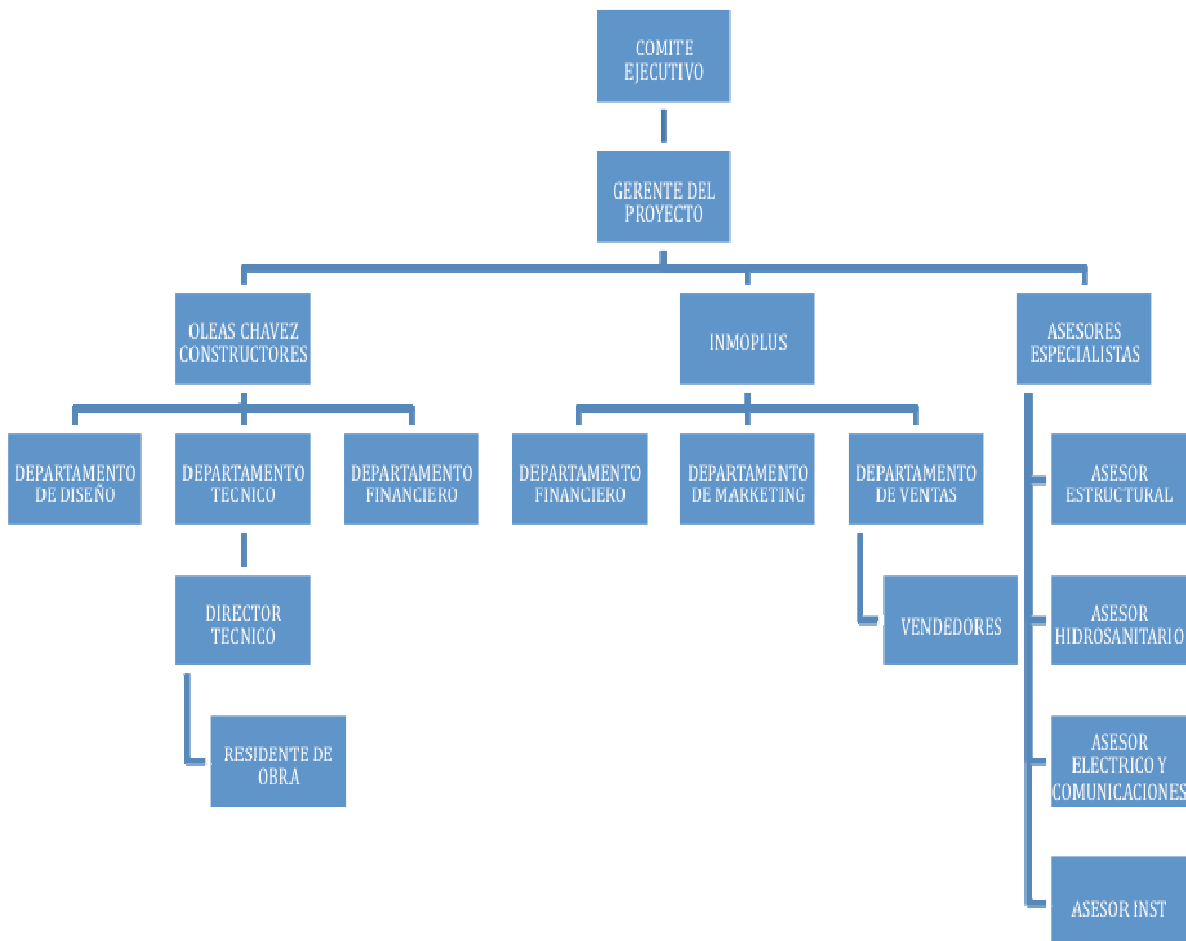 COMITE
EJECUTIVO
GERENTE DEL
PROYECTO
OLEAS CHAVEZ
CONSTRUCTORES
INMOPLUS
ASESORES
ESPECIALISTAS
DEPARTAMENTO
DE DISEÑO
DEPARTAMENTO
TECNICO
DEPARTAMENTO
FINANCIERO
DEPARTAMENTO
FINANCIERO
DEPARTAMENTO
DE MARKETING
DEPARTAMENTO
DE VENTAS
ASESOR
ESTRUCTURAL
DIRECTOR
TECNICO
VENDEDORES
ASESOR
HIDROSANITARIO
RESIDENTE DE
OBRA
ASESOR
ELECTRICO Y
COMUNICACIONES
ASESOR INST